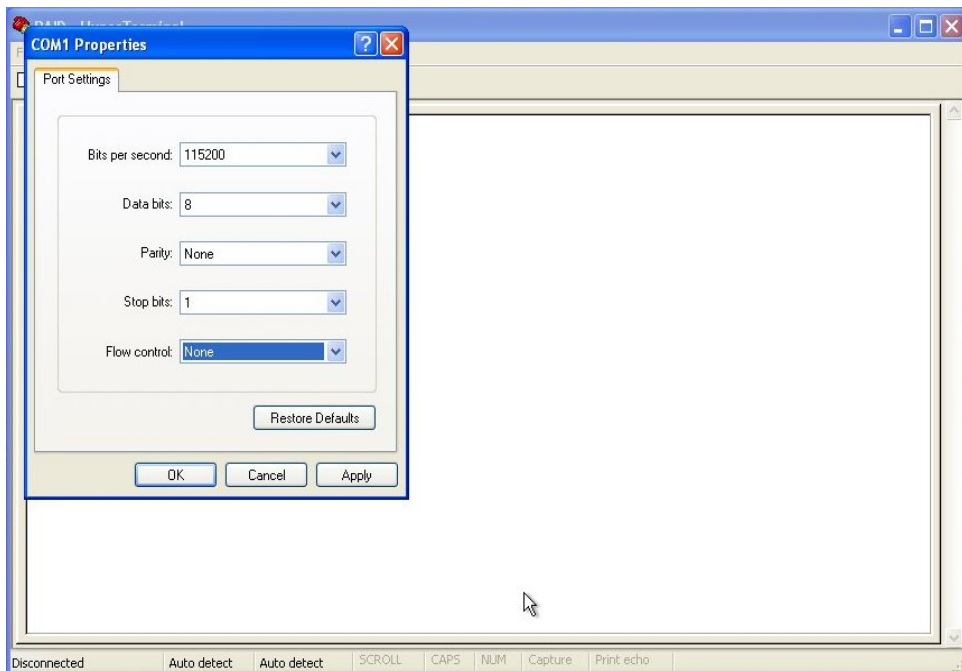 COM1 Properties
Port Settings
Bits per second: 115200
Data bits: 8
Parity: None
Stop bits: 1
Flow control: None
Restore Defaults
OK Cancel Apply
Disconnected Auto detect Auto detect SCROLL CAPS NUM Capture Print echo